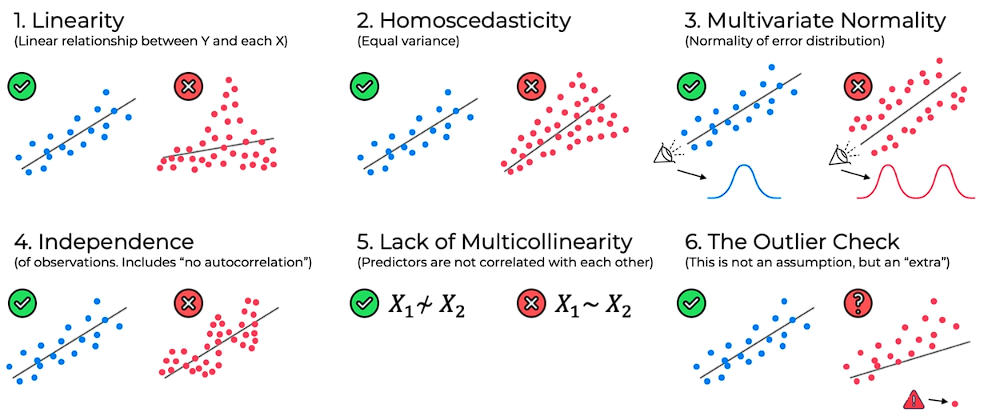 1. Linearity
(Linear relationship between Y and each X)
2. Homoscedasticity
(Equal variance)
3. Multivariate Normality
(Normality of error distribution)
4. Independence
(of observations. Includes “no autocorrelation”)
5. Lack of Multicollinearity
(Predictors are not correlated with each other)
X₁ ≁ X₂
X₁ ~ X₂
6. The Outlier Check
(This is not an assumption, but an “extra”)
?
!